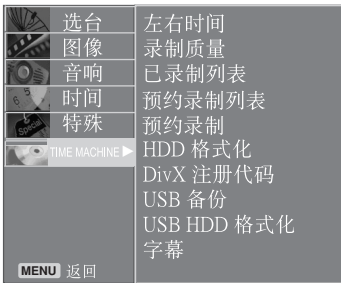 选台
图像
音响
时间
特殊
TIME MACHINE
MENU 返回
左右时间
录制质量
已录制列表
预约录制列表
预约录制
HDD 格式化
DivX 注册代码
USB 备份
USB HDD 格式化
字幕